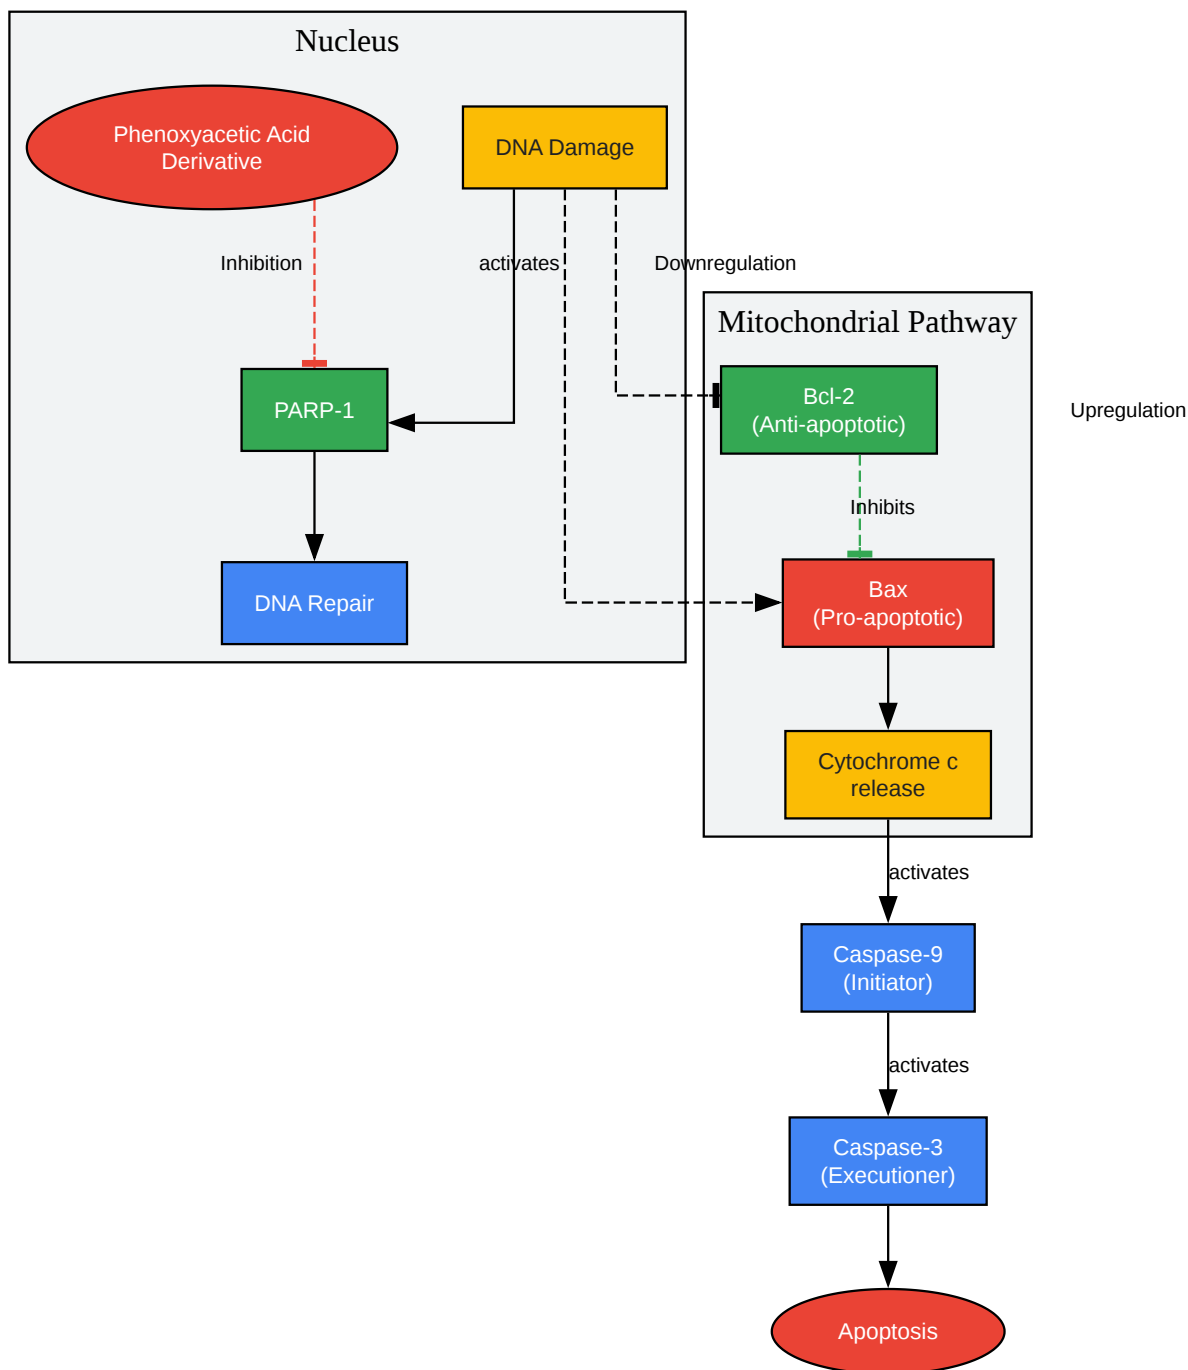 Nucleus
Phenoxyacetic Acid
Derivative
DNA Damage
Inhibition
activates
Downregulation
Mitochondrial Pathway
PARP-1
Bcl-2
(Anti-apoptotic)
Upregulation
Inhibits
DNA Repair
Bax
(Pro-apoptotic)
Cytochrome c
release
activates
Caspase-9
(Initiator)
activates
Caspase-3
(Executioner)
Apoptosis